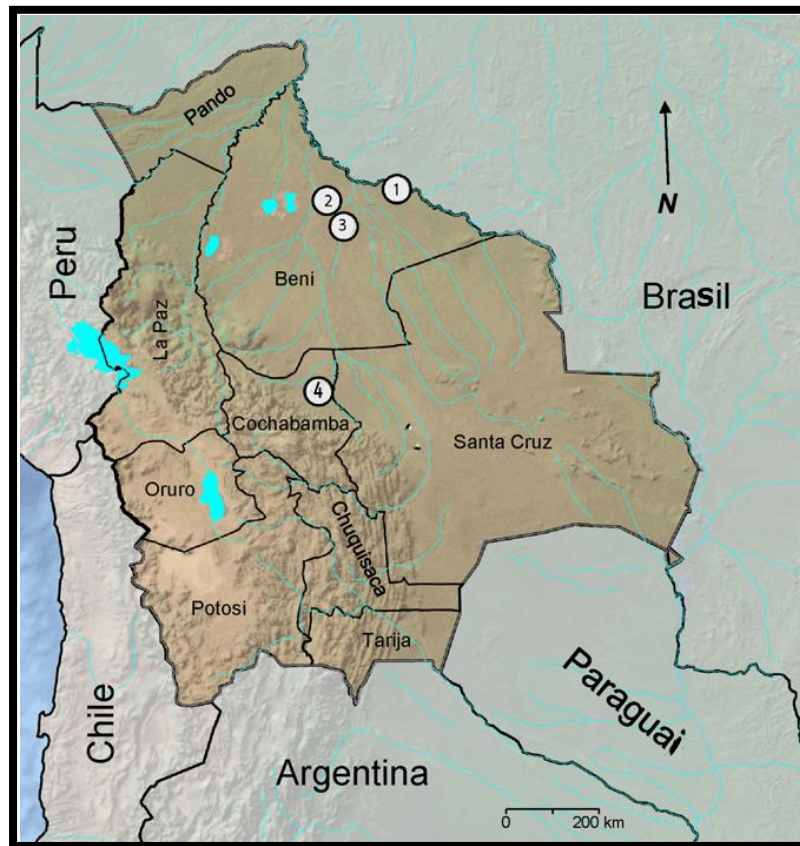 Pando
1
2
3
N
Beni
Peru
Brasil
La Paz
4
Cochabamba
Santa Cruz
Oruro
Chuquisaca
Potosi
Tarija
Paraguai
Chile
Argentina
0 200 km